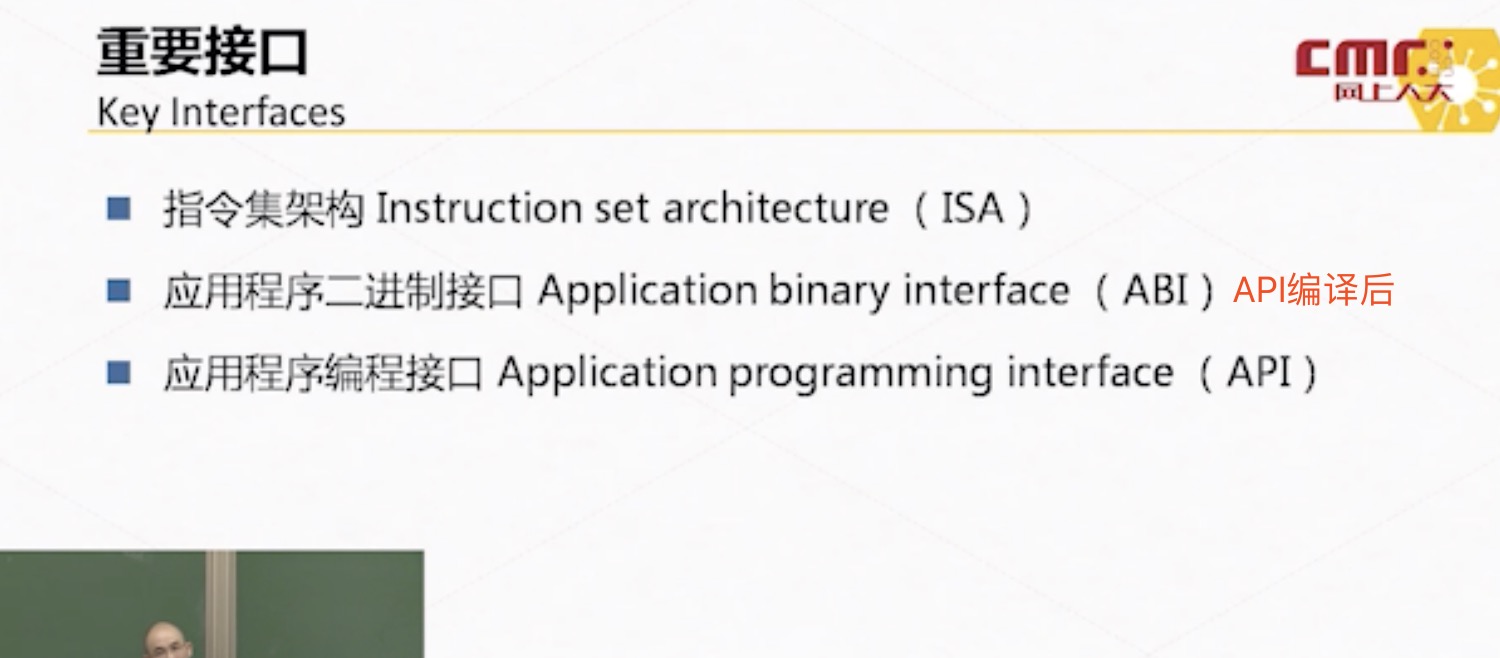 重要接口
Key Interfaces
cmr
网上人大
指令集架构 Instruction set architecture（ISA）
应用程序二进制接口 Application binary interface（ABI）API编译后
应用程序编程接口 Application programming interface（API）